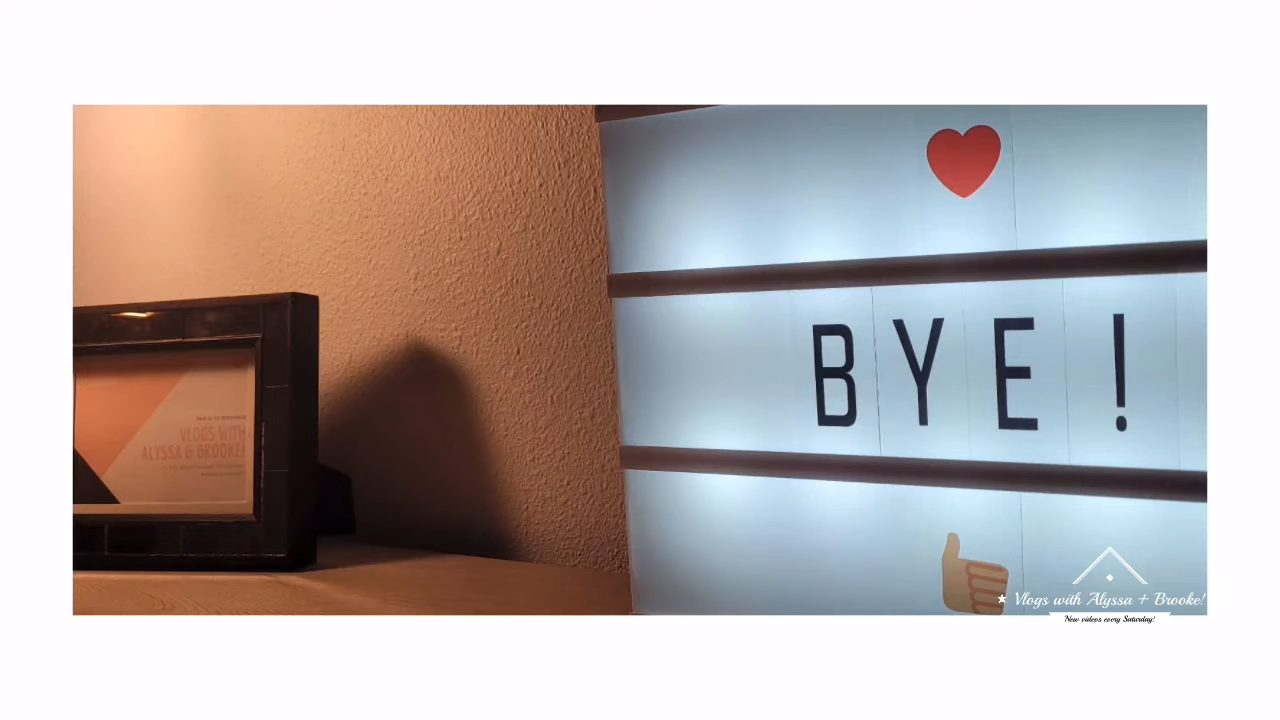 BYE!
VLOGS WITH
ALYSSA & BROOKE!
Vlogs with Alyssa + Brooke!
New videos every Saturday!